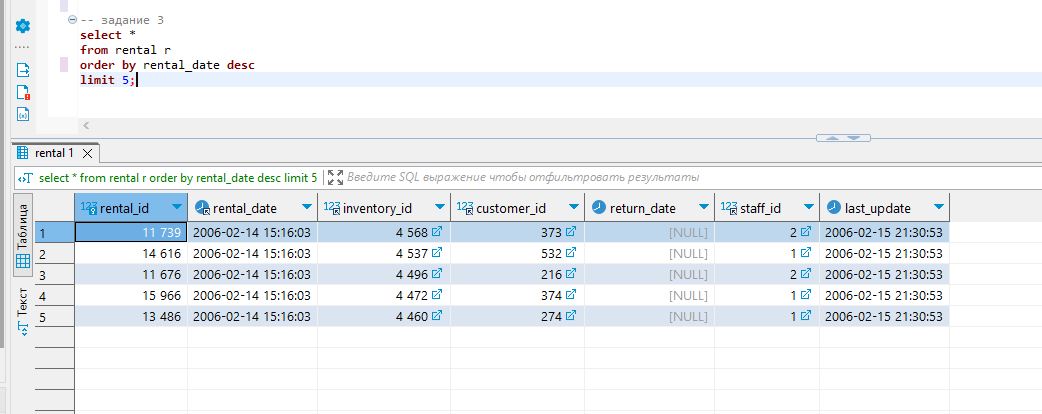 -- задание 3
select *
from rental r
order by rental_date desc
limit 5;
rental 1
select * from rental r order by rental_date desc limit 5 Введите SQL выражение чтобы отфильтровать результаты
Таблица
Текст
123 rental_id rental_date 123 inventory_id 123 customer_id return_date 123 staff_id last_update
1 11 739 2006-02-14 15:16:03 4 568 373 [NULL] 2 2006-02-15 21:30:53
2 14 616 2006-02-14 15:16:03 4 537 532 [NULL] 1 2006-02-15 21:30:53
3 11 676 2006-02-14 15:16:03 4 496 216 [NULL] 2 2006-02-15 21:30:53
4 15 966 2006-02-14 15:16:03 4 472 374 [NULL] 1 2006-02-15 21:30:53
5 13 486 2006-02-14 15:16:03 4 460 274 [NULL] 1 2006-02-15 21:30:53